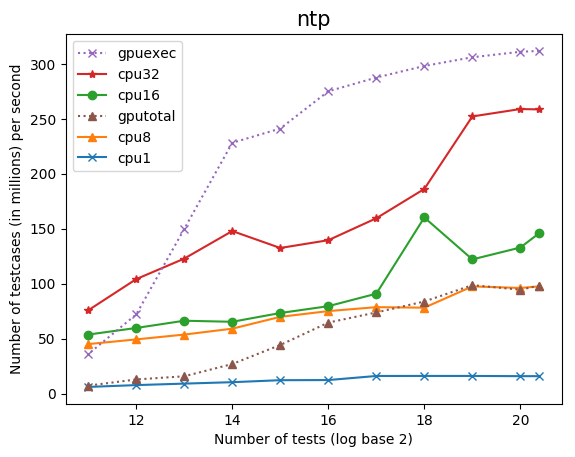 ntp
Number of testcases (in millions) per second
300
250
200
150
100
50
0
gpuexec
cpu32
cpu16
gputotal
cpu8
cpu1
12 14 16 18 20
Number of tests (log base 2)